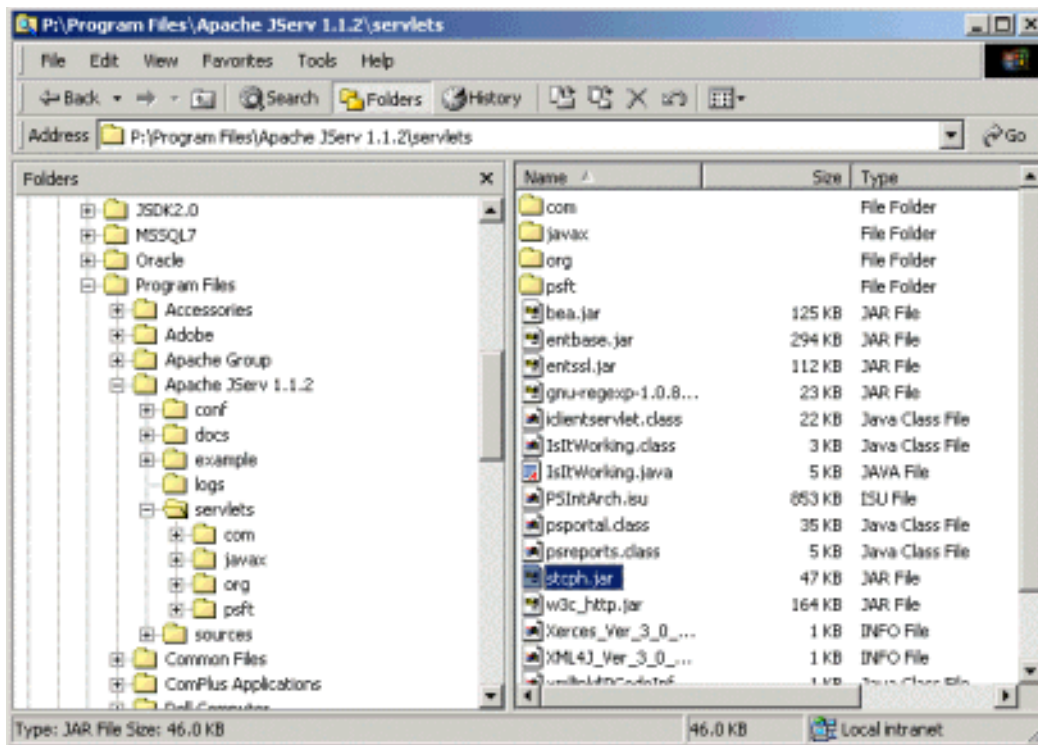 P:\Program Files\Apache JServ 1.1.2\servlets
File Edit View Favorites Tools Help
Back Search Folders History
Address P:\Program Files\Apache JServ 1.1.2\servlets Go
Folders
JSDK2.0
MSSQL7
Oracle
Program Files
Accessories
Adobe
Apache Group
Apache JServ 1.1.2
conf
docs
example
logs
servlets
com
javax
org
psft
sources
Common Files
ComPlus Applications
Dell Computer
Name Size Type
com File Folder
javax File Folder
org File Folder
psft File Folder
bea.jar 125 KB JAR File
entbase.jar 294 KB JAR File
entssl.jar 112 KB JAR File
gnu-regexp-1.0.8... 23 KB JAR File
iclientservlet.class 22 KB Java Class File
IsItWorking.class 3 KB Java Class File
IsItWorking.java 5 KB JAVA File
PSIntArch.isu 853 KB ISU File
psportal.class 35 KB Java Class File
psreports.class 5 KB Java Class File
stcph.jar 47 KB JAR File
w3c_http.jar 164 KB JAR File
Xerces_Ver_3_0_... 1 KB INFO File
XML4J_Ver_3_0_... 1 KB INFO File
1 KB Java Class File
Type: JAR File Size: 46.0 KB 46.0 KB Local intranet